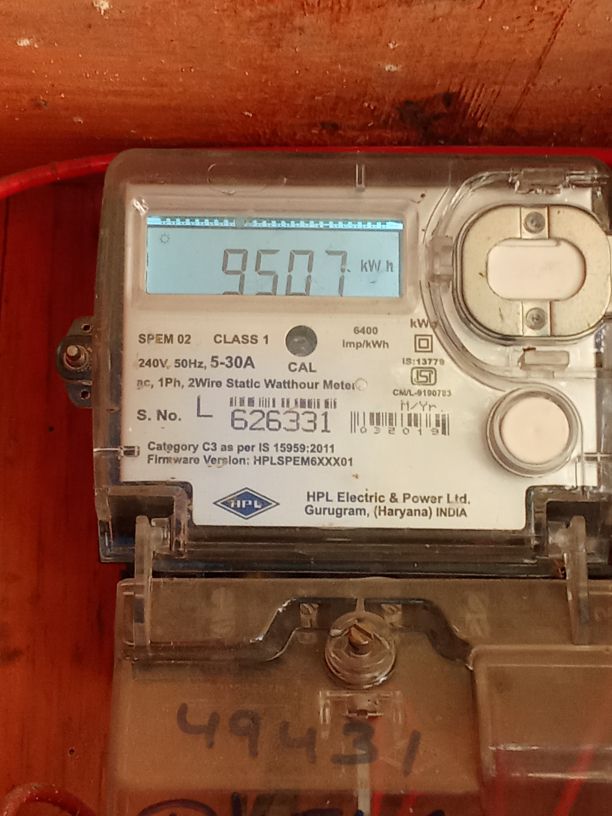 9507 kWh
SPEM 02 CLASS 1 6400 imp/kWh kWh
240V, 50Hz, 5-30A CAL IS:13779
ac, 1Ph, 2Wire Static Watthour Meter
CM/L-9190783
S. No. L 626331 M/Yr. 032019
Category C3 as per IS 15959:2011
Firmware Version: HPLSPEM6XXX01
HPL HPL Electric & Power Ltd.
Gurugram, (Haryana) INDIA
49431